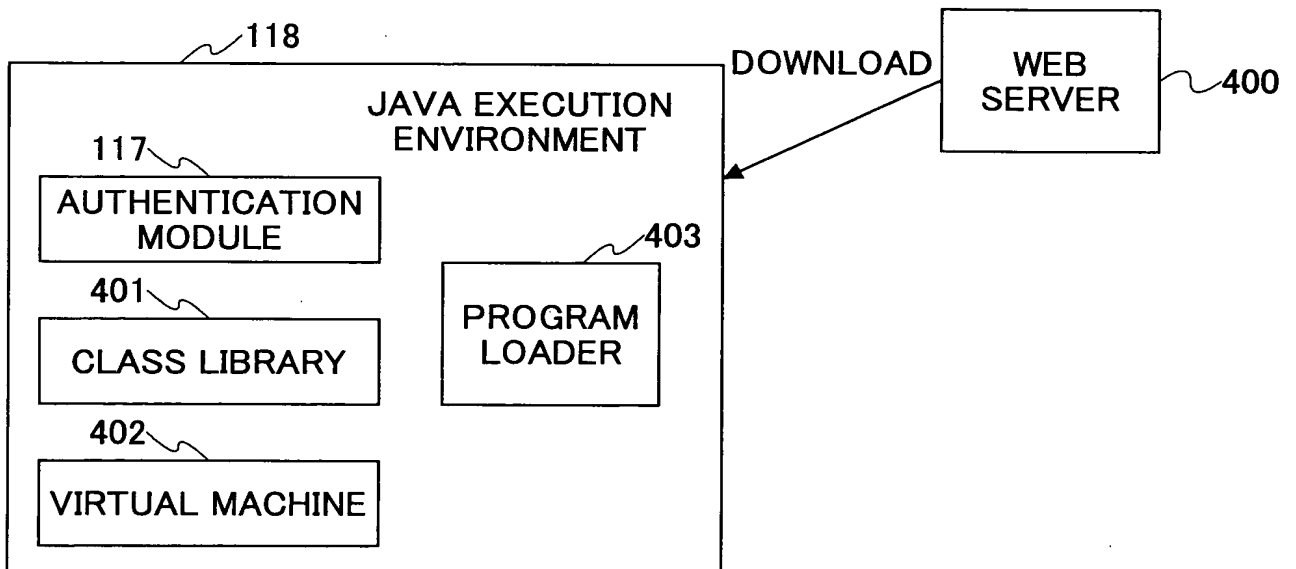 118
DOWNLOAD
WEB
SERVER
400
JAVA EXECUTION
ENVIRONMENT
117
AUTHENTICATION
MODULE
403
PROGRAM
LOADER
401
CLASS LIBRARY
402
VIRTUAL MACHINE